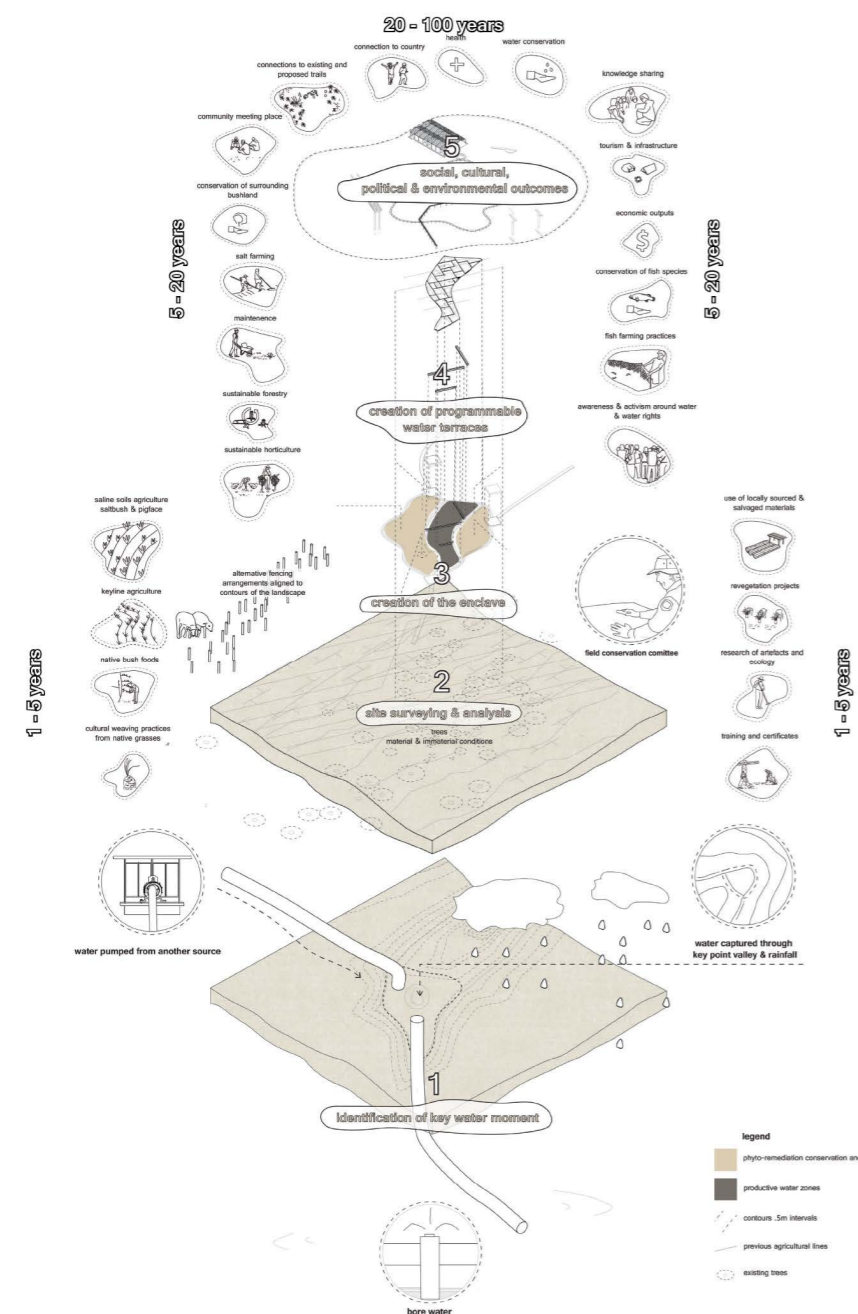 20 - 100 years
health
connection to country
water conservation
connections to existing and
proposed trails
knowledge sharing
community meeting place
5
social, cultural,
political & environmental outcomes
tourism & infrastructure
conservation of surrounding
bushland
economic outputs
5 - 20 years
5 - 20 years
salt farming
conservation of fish species
maintenence
fish farming practices
4
creation of programmable
water terraces
sustainable forestry
awareness & activism around water
& water rights
sustainable horticulture
saline soils agriculture
saltbush & pigface
use of locally sourced &
salvaged materials
alternative fencing
arrangements aligned to
contours of the landscape
3
creation of the enclave
keyline agriculture
revegetation projects
1 - 5 years
1 - 5 years
native bush foods
field conservation comittee
research of artefacts and
ecology
2
site surveying & analysis
trees
material & immaterial conditions
cultural weaving practices
from native grasses
training and certificates
water pumped from another source
water captured through
key point valley & rainfall
1
identification of key water moment
legend
phyto-remediation conservation and
productive water zones
contours .5m intervals
previous agricultural lines
existing trees
bore water